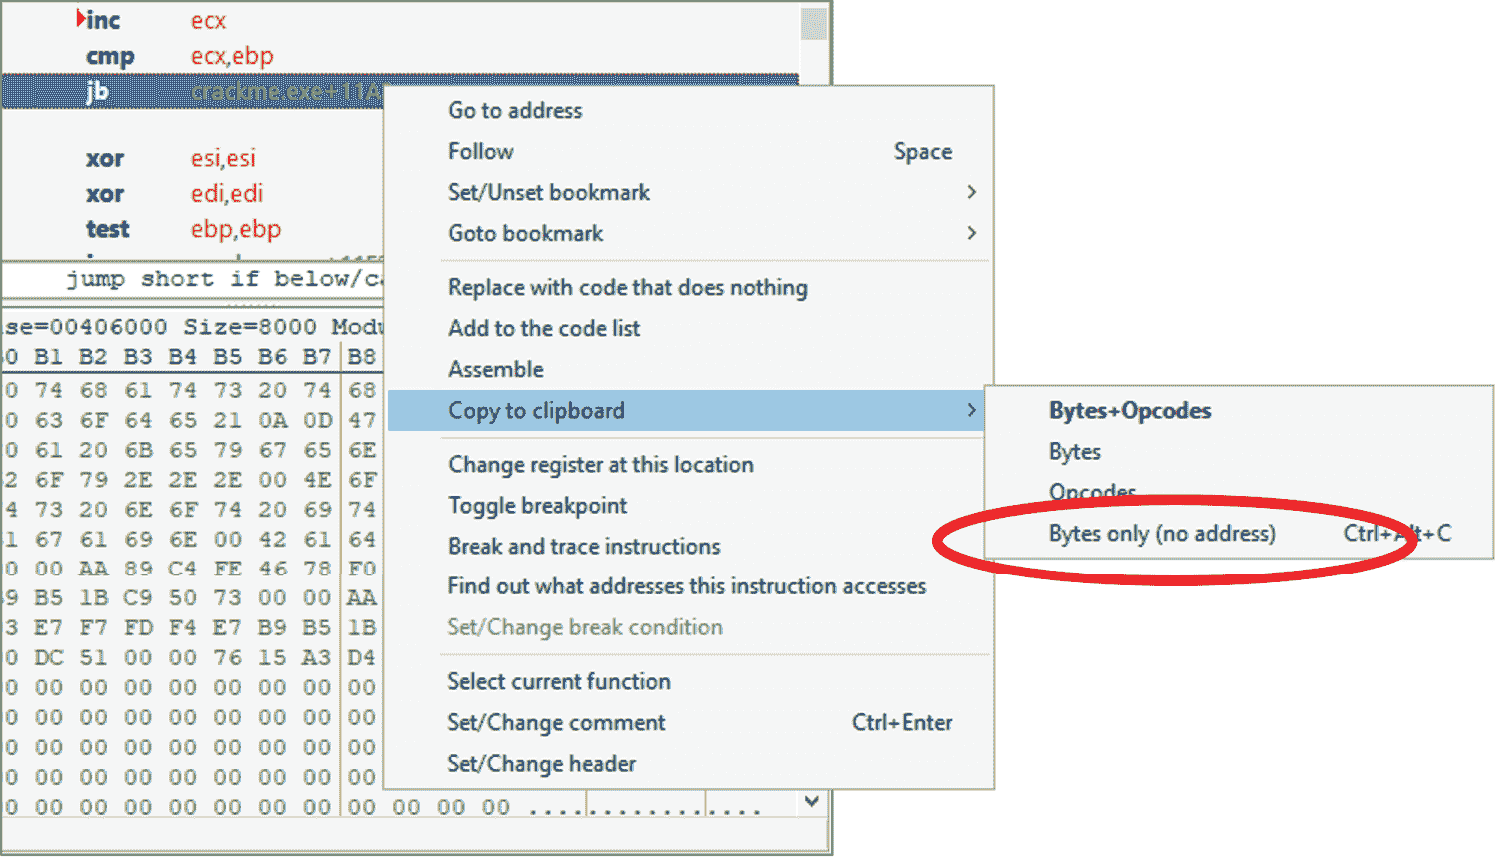 inc ecx
cmp ecx,ebp
jb crackme.exe+11A
xor esi,esi
xor edi,edi
test ebp,ebp
jump short if below/ca
se=00406000 Size=8000 Modu
0 B1 B2 B3 B4 B5 B6 B7 B8
0 74 68 61 74 73 20 74 68
0 63 6F 64 65 21 0A 0D 47
0 61 20 6B 65 79 67 65 6E
2 6F 79 2E 2E 2E 00 4E 6F
4 73 20 6E 6F 74 20 69 74
1 67 61 69 6E 00 42 61 64
0 00 AA 89 C4 FE 46 78 F0
9 B5 1B C9 50 73 00 00 AA
3 E7 F7 FD F4 E7 B9 B5 1B
0 DC 51 00 00 76 15 A3 D4
00 00 00 00 00 00 00 00 00
00 00 00 00 00 00 00 00 00
00 00 00 00 00 00 00 00 00
00 00 00 00 00 00 00 00 00
00 00 00 00 00 00 00 00 00 00 00 00 ................
Go to address
Follow Space
Set/Unset bookmark >
Goto bookmark >
Replace with code that does nothing
Add to the code list
Assemble
Copy to clipboard >
Change register at this location
Toggle breakpoint
Break and trace instructions
Find out what addresses this instruction accesses
Set/Change break condition
Select current function
Set/Change comment Ctrl+Enter
Set/Change header
Bytes+Opcodes
Bytes
Opcodes
Bytes only (no address) Ctrl+Alt+C